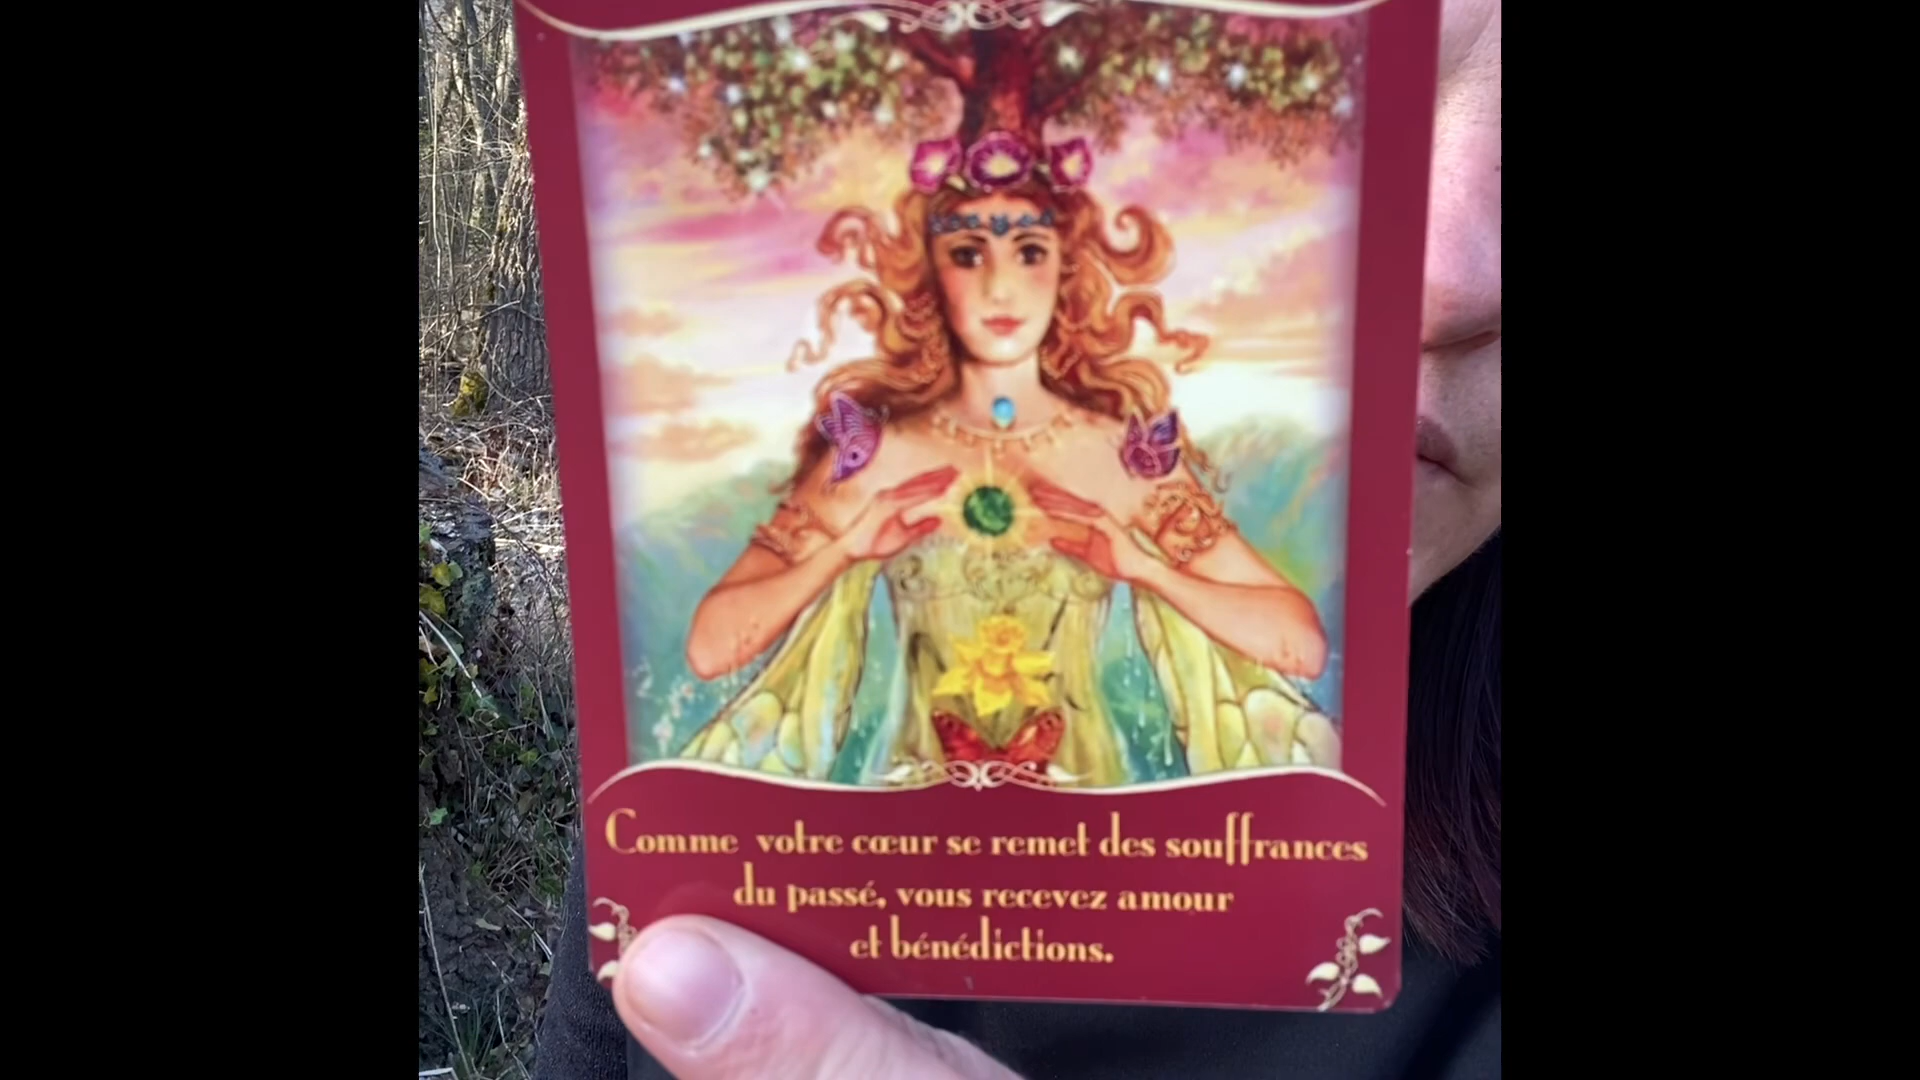 Comme votre cœur se remet des souffrances
du passé, vous recevez amour
et bénédictions.